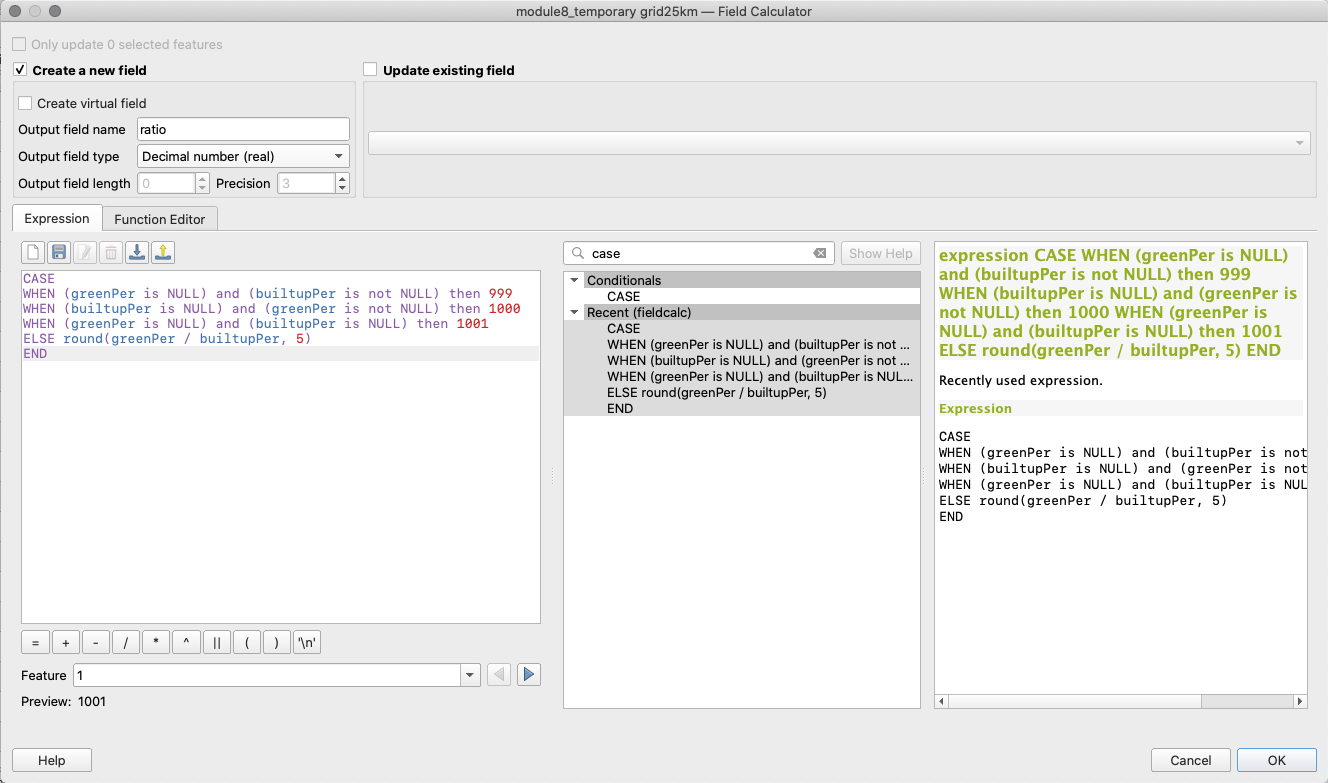 module8_temporary grid25km — Field Calculator
Only update 0 selected features
Create a new field
Update existing field
Create virtual field
Output field name ratio
Output field type Decimal number (real)
Output field length 0 Precision 3
Expression Function Editor
CASE
WHEN (greenPer is NULL) and (builtupPer is not NULL) then 999
WHEN (builtupPer is NULL) and (greenPer is not NULL) then 1000
WHEN (greenPer is NULL) and (builtupPer is NULL) then 1001
ELSE round(greenPer / builtupPer, 5)
END
= + - / * ^ || ( ) '\n'
Feature 1
Preview: 1001
case Show Help
Conditionals
CASE
Recent (fieldcalc)
CASE
WHEN (greenPer is NULL) and (builtupPer is not ...
WHEN (builtupPer is NULL) and (greenPer is not ...
WHEN (greenPer is NULL) and (builtupPer is NUL...
ELSE round(greenPer / builtupPer, 5)
END
expression CASE WHEN (greenPer is NULL)
and (builtupPer is not NULL) then 999
WHEN (builtupPer is NULL) and (greenPer is
not NULL) then 1000 WHEN (greenPer is
NULL) and (builtupPer is NULL) then 1001
ELSE round(greenPer / builtupPer, 5) END
Recently used expression.
Expression
CASE
WHEN (greenPer is NULL) and (builtupPer is not
WHEN (builtupPer is NULL) and (greenPer is not
WHEN (greenPer is NULL) and (builtupPer is NUL
ELSE round(greenPer / builtupPer, 5)
END
Help Cancel OK